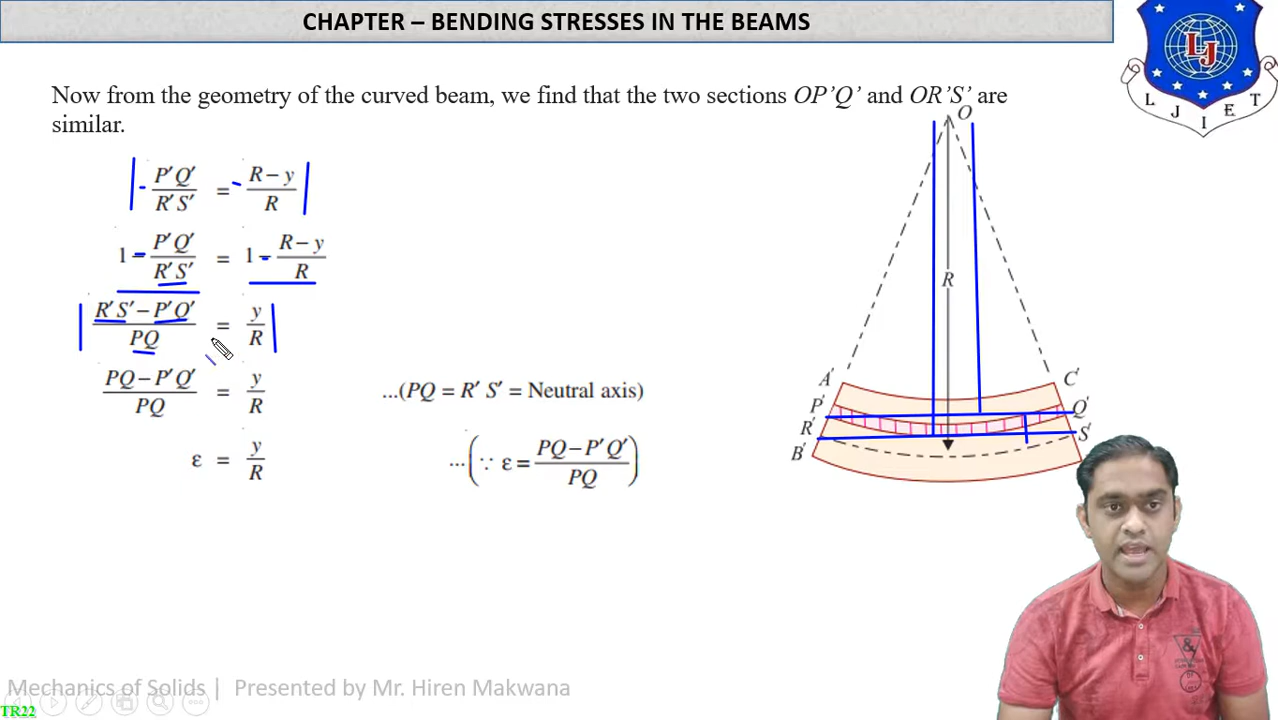 CHAPTER – BENDING STRESSES IN THE BEAMS
LJ
L J I E T
Now from the geometry of the curved beam, we find that the two sections OP’Q’ and OR’S’ are
similar.
P′Q′ / R′S′ = R – y / R
1 – P′Q′ / R′S′ = 1 – R – y / R
R′S′ – P′Q′ / PQ = y / R
PQ – P′Q′ / PQ = y / R ...(PQ = R′ S′ = Neutral axis)
ε = y / R ...(∵ ε = PQ – P′Q′ / PQ)
O
R
A′ C′
P′ Q′
R′ S′
B′
&
Mechanics of Solids | Presented by Mr. Hiren Makwana
TR22